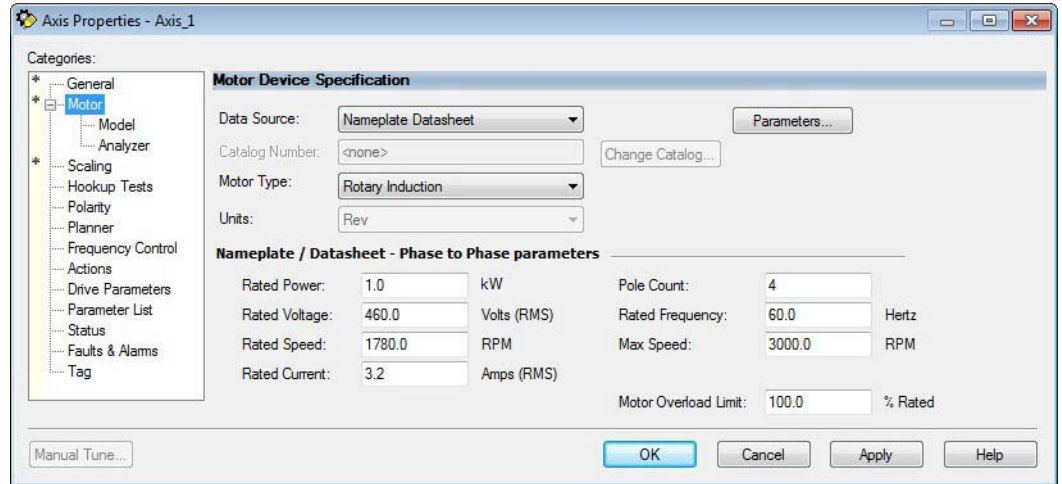 Axis Properties - Axis_1
Categories:
* General
* Motor
Model
Analyzer
* Scaling
Hookup Tests
Polarity
Planner
Frequency Control
Actions
Drive Parameters
Parameter List
Status
Faults & Alarms
Tag
Motor Device Specification
Data Source: Nameplate Datasheet Parameters...
Catalog Number: <none> Change Catalog...
Motor Type: Rotary Induction
Units: Rev
Nameplate / Datasheet - Phase to Phase parameters
Rated Power: 1.0 kW Pole Count: 4
Rated Voltage: 460.0 Volts (RMS) Rated Frequency: 60.0 Hertz
Rated Speed: 1780.0 RPM Max Speed: 3000.0 RPM
Rated Current: 3.2 Amps (RMS)
Motor Overload Limit: 100.0 % Rated
Manual Tune... OK Cancel Apply Help